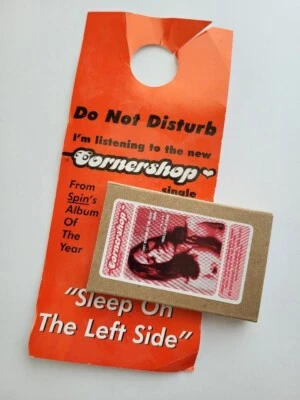 Do Not Disturb
I'm listening to the new
Cornershop
single
From
Spin's
Album
Of
The
Year
Cornershop
"Sleep On
The Left Side"